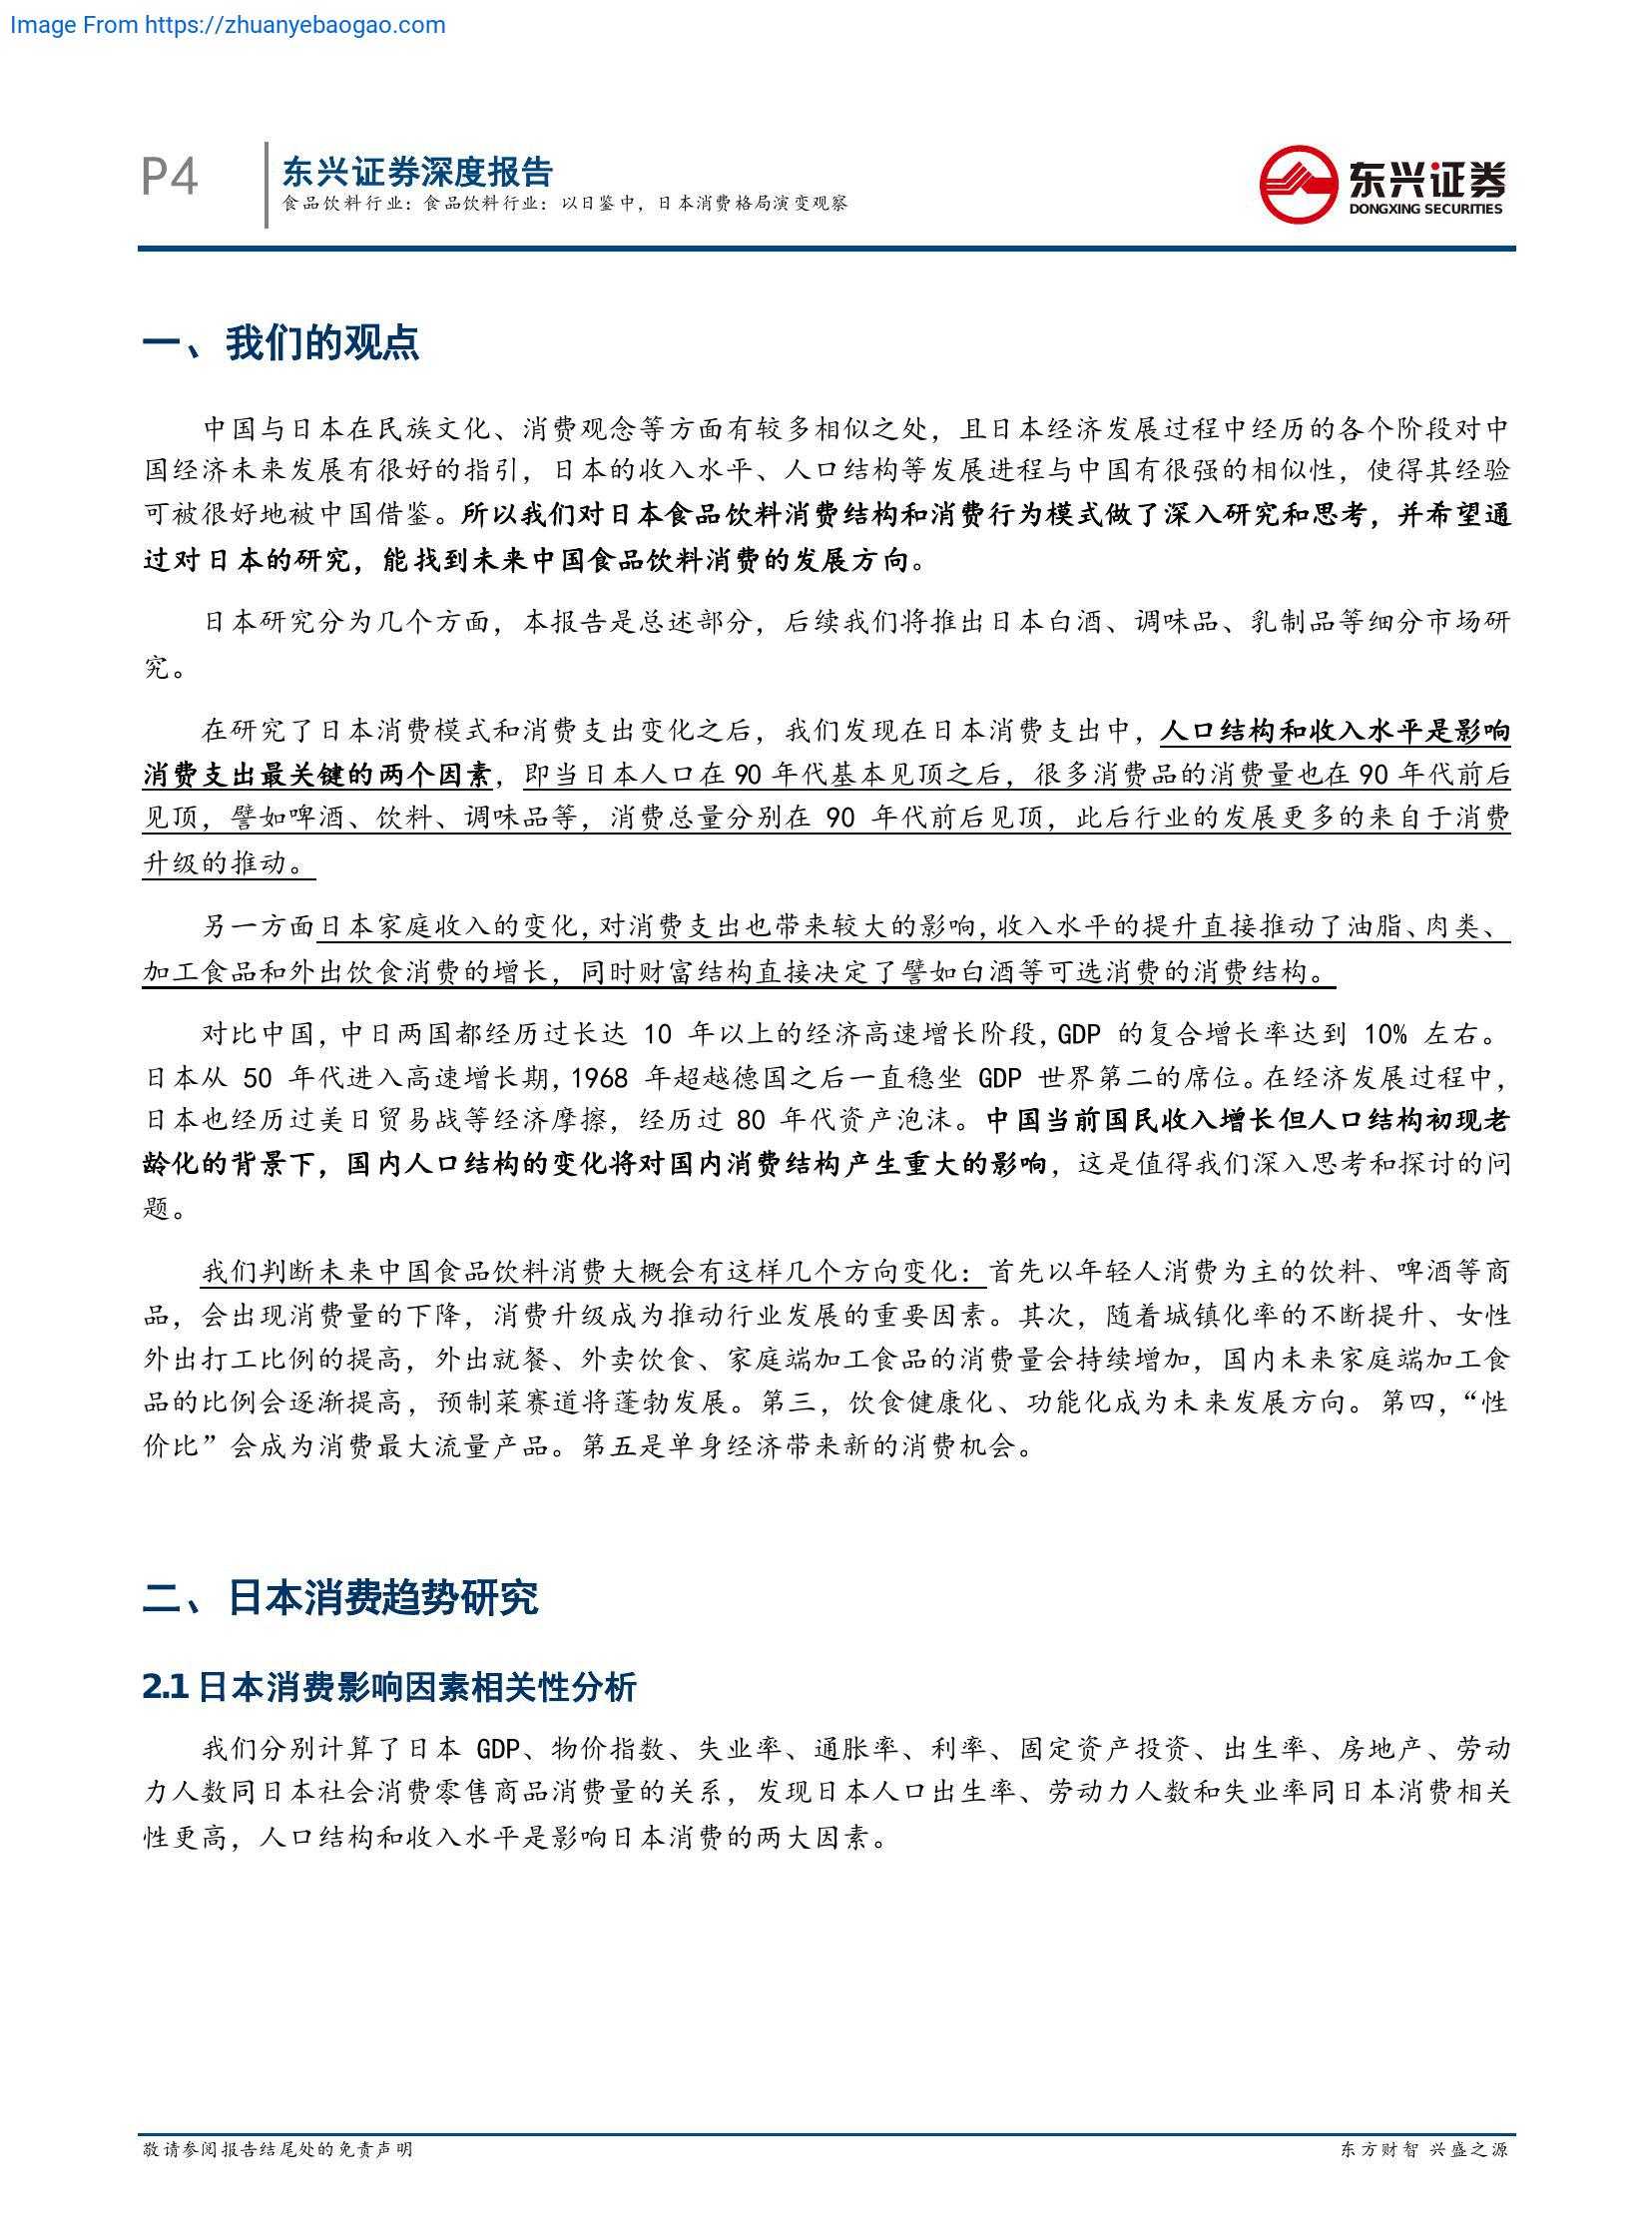 Image From https://zhuanyebaogao.com
P4
东兴证券深度报告
食品饮料行业：食品饮料行业：以日鉴中，日本消费格局演变观察
东兴证券
DONGXING SECURITIES
一、我们的观点
中国与日本在民族文化、消费观念等方面有较多相似之处，且日本经济发展过程中经历的各个阶段对中
国经济未来发展有很好的指引，日本的收入水平、人口结构等发展进程与中国有很强的相似性，使得其经验
可被很好地被中国借鉴。所以我们对日本食品饮料消费结构和消费行为模式做了深入研究和思考，并希望通
过对日本的研究，能找到未来中国食品饮料消费的发展方向。
日本研究分为几个方面，本报告是总述部分，后续我们将推出日本白酒、调味品、乳制品等细分市场研
究。
在研究了日本消费模式和消费支出变化之后，我们发现在日本消费支出中，人口结构和收入水平是影响
消费支出最关键的两个因素，即当日本人口在 90 年代基本见顶之后，很多消费品的消费量也在 90 年代前后
见顶，譬如啤酒、饮料、调味品等，消费总量分别在 90 年代前后见顶，此后行业的发展更多的来自于消费
升级的推动。
另一方面日本家庭收入的变化，对消费支出也带来较大的影响，收入水平的提升直接推动了油脂、肉类、
加工食品和外出饮食消费的增长，同时财富结构直接决定了譬如白酒等可选消费的消费结构。
对比中国，中日两国都经历过长达 10 年以上的经济高速增长阶段，GDP 的复合增长率达到 10% 左右。
日本从 50 年代进入高速增长期，1968 年超越德国之后一直稳坐 GDP 世界第二的席位。在经济发展过程中，
日本也经历过美日贸易战等经济摩擦，经历过 80 年代资产泡沫。中国当前国民收入增长但人口结构初现老
龄化的背景下，国内人口结构的变化将对国内消费结构产生重大的影响，这是值得我们深入思考和探讨的问
题。
我们判断未来中国食品饮料消费大概会有这样几个方向变化：首先以年轻人消费为主的饮料、啤酒等商
品，会出现消费量的下降，消费升级成为推动行业发展的重要因素。其次，随着城镇化率的不断提升、女性
外出打工比例的提高，外出就餐、外卖饮食、家庭端加工食品的消费量会持续增加，国内未来家庭端加工食
品的比例会逐渐提高，预制菜赛道将蓬勃发展。第三，饮食健康化、功能化成为未来发展方向。第四，“性
价比”会成为消费最大流量产品。第五是单身经济带来新的消费机会。
二、日本消费趋势研究
2.1 日本消费影响因素相关性分析
我们分别计算了日本 GDP、物价指数、失业率、通胀率、利率、固定资产投资、出生率、房地产、劳动
力人数同日本社会消费零售商品消费量的关系，发现日本人口出生率、劳动力人数和失业率同日本消费相关
性更高，人口结构和收入水平是影响日本消费的两大因素。
敬请参阅报告结尾处的免责声明
东方财智 兴盛之源